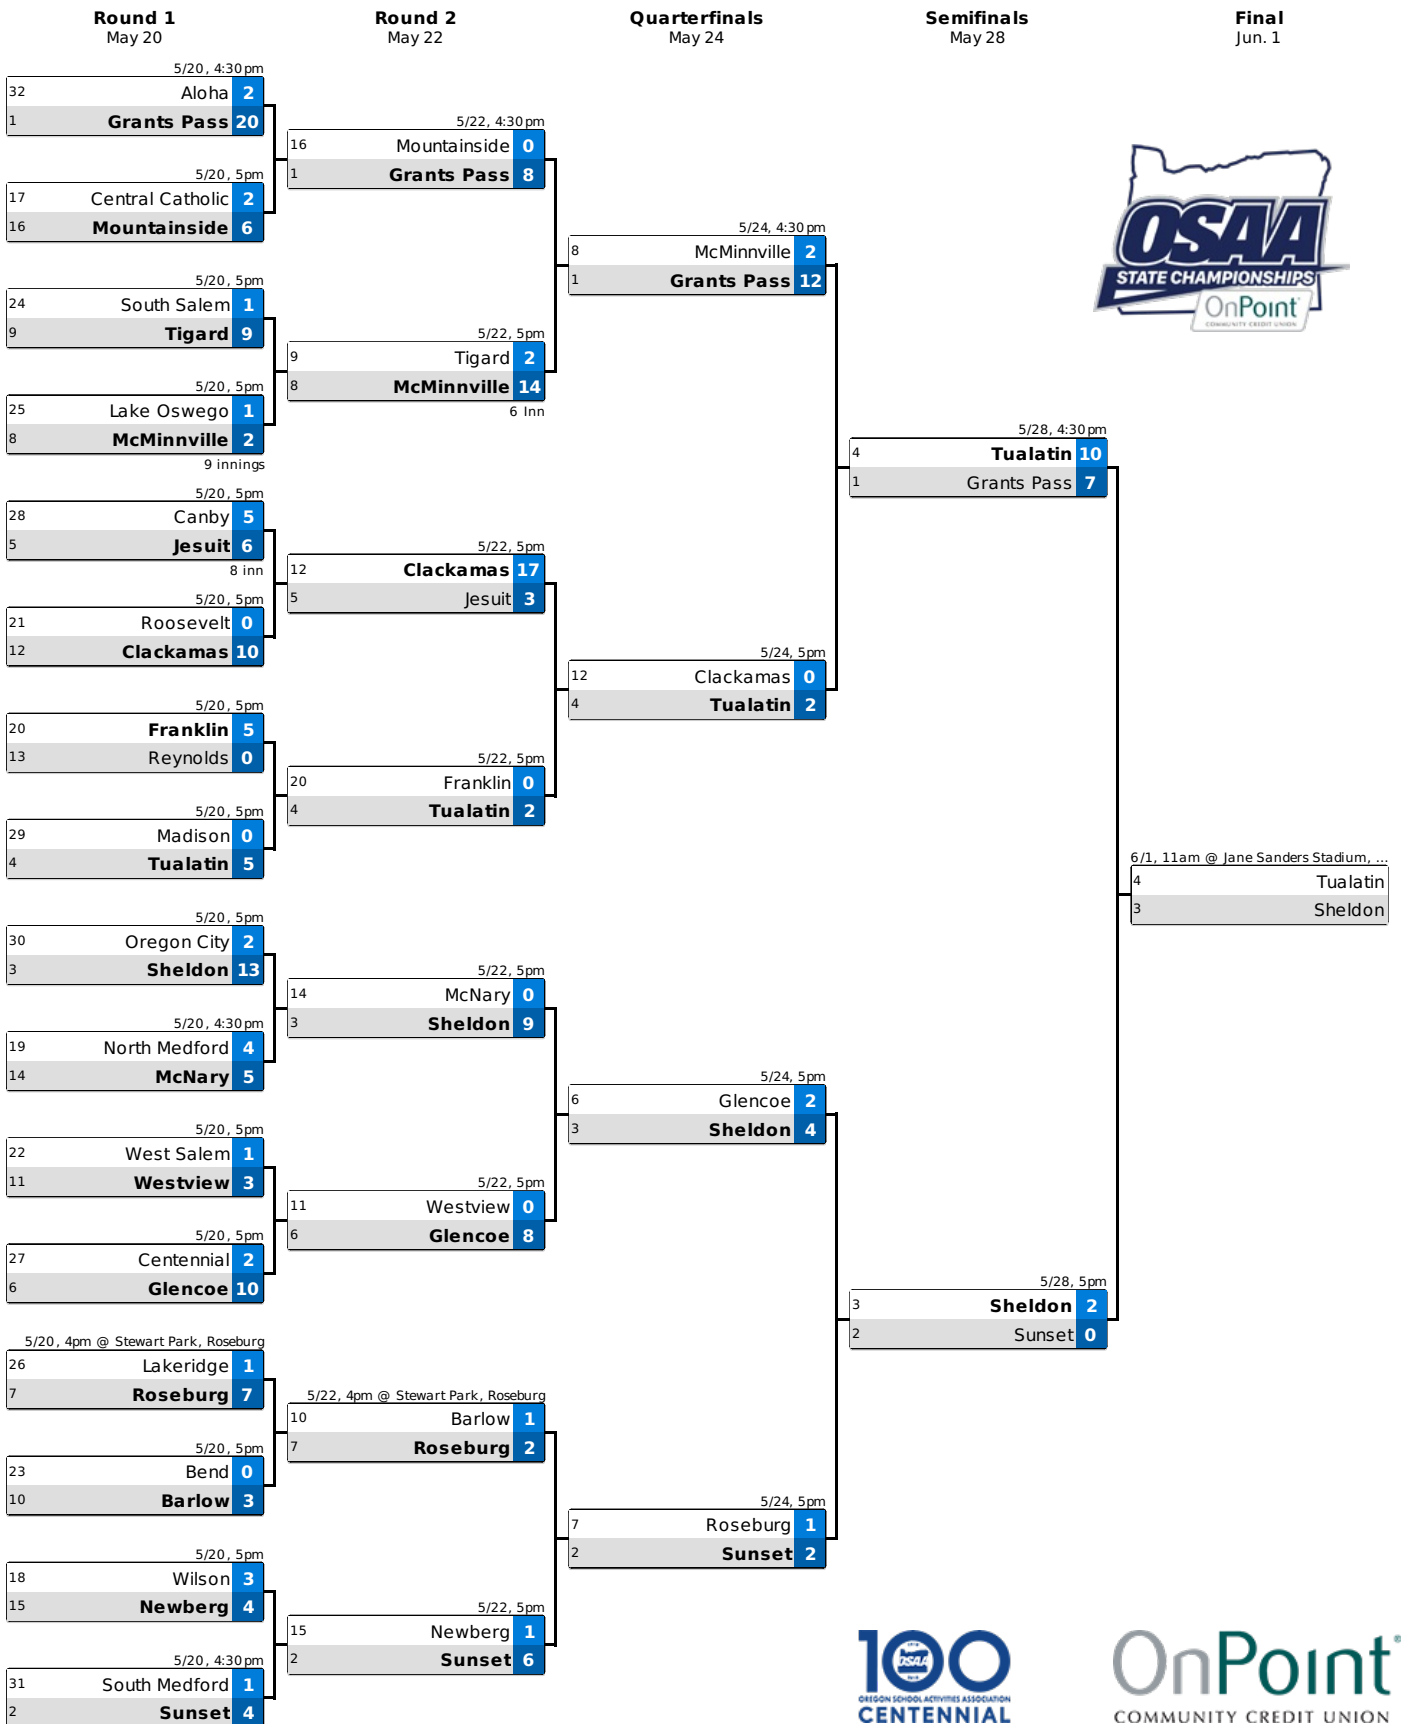 Round 1
May 20
Round 2
May 22
Quarterfinals
May 24
Semifinals
May 28
Final
Jun. 1
5/20, 4:30pm
32 Aloha 2
1 Grants Pass 20
5/20, 5pm
17 Central Catholic 2
16 Mountainside 6
5/20, 5pm
24 South Salem 1
9 Tigard 9
5/20, 5pm
25 Lake Oswego 1
8 McMinnville 2
9 innings
5/20, 5pm
28 Canby 5
5 Jesuit 6
8 inn
5/20, 5pm
21 Roosevelt 0
12 Clackamas 10
5/20, 5pm
20 Franklin 5
13 Reynolds 0
5/20, 5pm
29 Madison 0
4 Tualatin 5
5/20, 5pm
30 Oregon City 2
3 Sheldon 13
5/20, 4:30pm
19 North Medford 4
14 McNary 5
5/20, 5pm
22 West Salem 1
11 Westview 3
5/20, 5pm
27 Centennial 2
6 Glencoe 10
5/20, 4pm @ Stewart Park, Roseburg
26 Lakeridge 1
7 Roseburg 7
5/20, 5pm
23 Bend 0
10 Barlow 3
5/20, 5pm
18 Wilson 3
15 Newberg 4
5/20, 4:30pm
31 South Medford 1
2 Sunset 4
5/22, 4:30pm
16 Mountainside 0
1 Grants Pass 8
5/22, 5pm
9 Tigard 2
8 McMinnville 14
6 Inn
5/22, 5pm
12 Clackamas 17
5 Jesuit 3
5/22, 5pm
20 Franklin 0
4 Tualatin 2
5/22, 5pm
14 McNary 0
3 Sheldon 9
5/22, 5pm
11 Westview 0
6 Glencoe 8
5/22, 4pm @ Stewart Park, Roseburg
10 Barlow 1
7 Roseburg 2
5/22, 5pm
15 Newberg 1
2 Sunset 6
5/24, 4:30pm
8 McMinnville 2
1 Grants Pass 12
5/24, 5pm
12 Clackamas 0
4 Tualatin 2
5/24, 5pm
6 Glencoe 2
3 Sheldon 4
5/24, 5pm
7 Roseburg 1
2 Sunset 2
5/28, 4:30pm
4 Tualatin 10
1 Grants Pass 7
5/28, 5pm
3 Sheldon 2
2 Sunset 0
6/1, 11am @ Jane Sanders Stadium, ...
4 Tualatin
3 Sheldon
OSAA
STATE CHAMPIONSHIPS
OnPoint
COMMUNITY CREDIT UNION
100
OSAA
OREGON SCHOOL ACTIVITIES ASSOCIATION
CENTENNIAL
OnPoint®
COMMUNITY CREDIT UNION